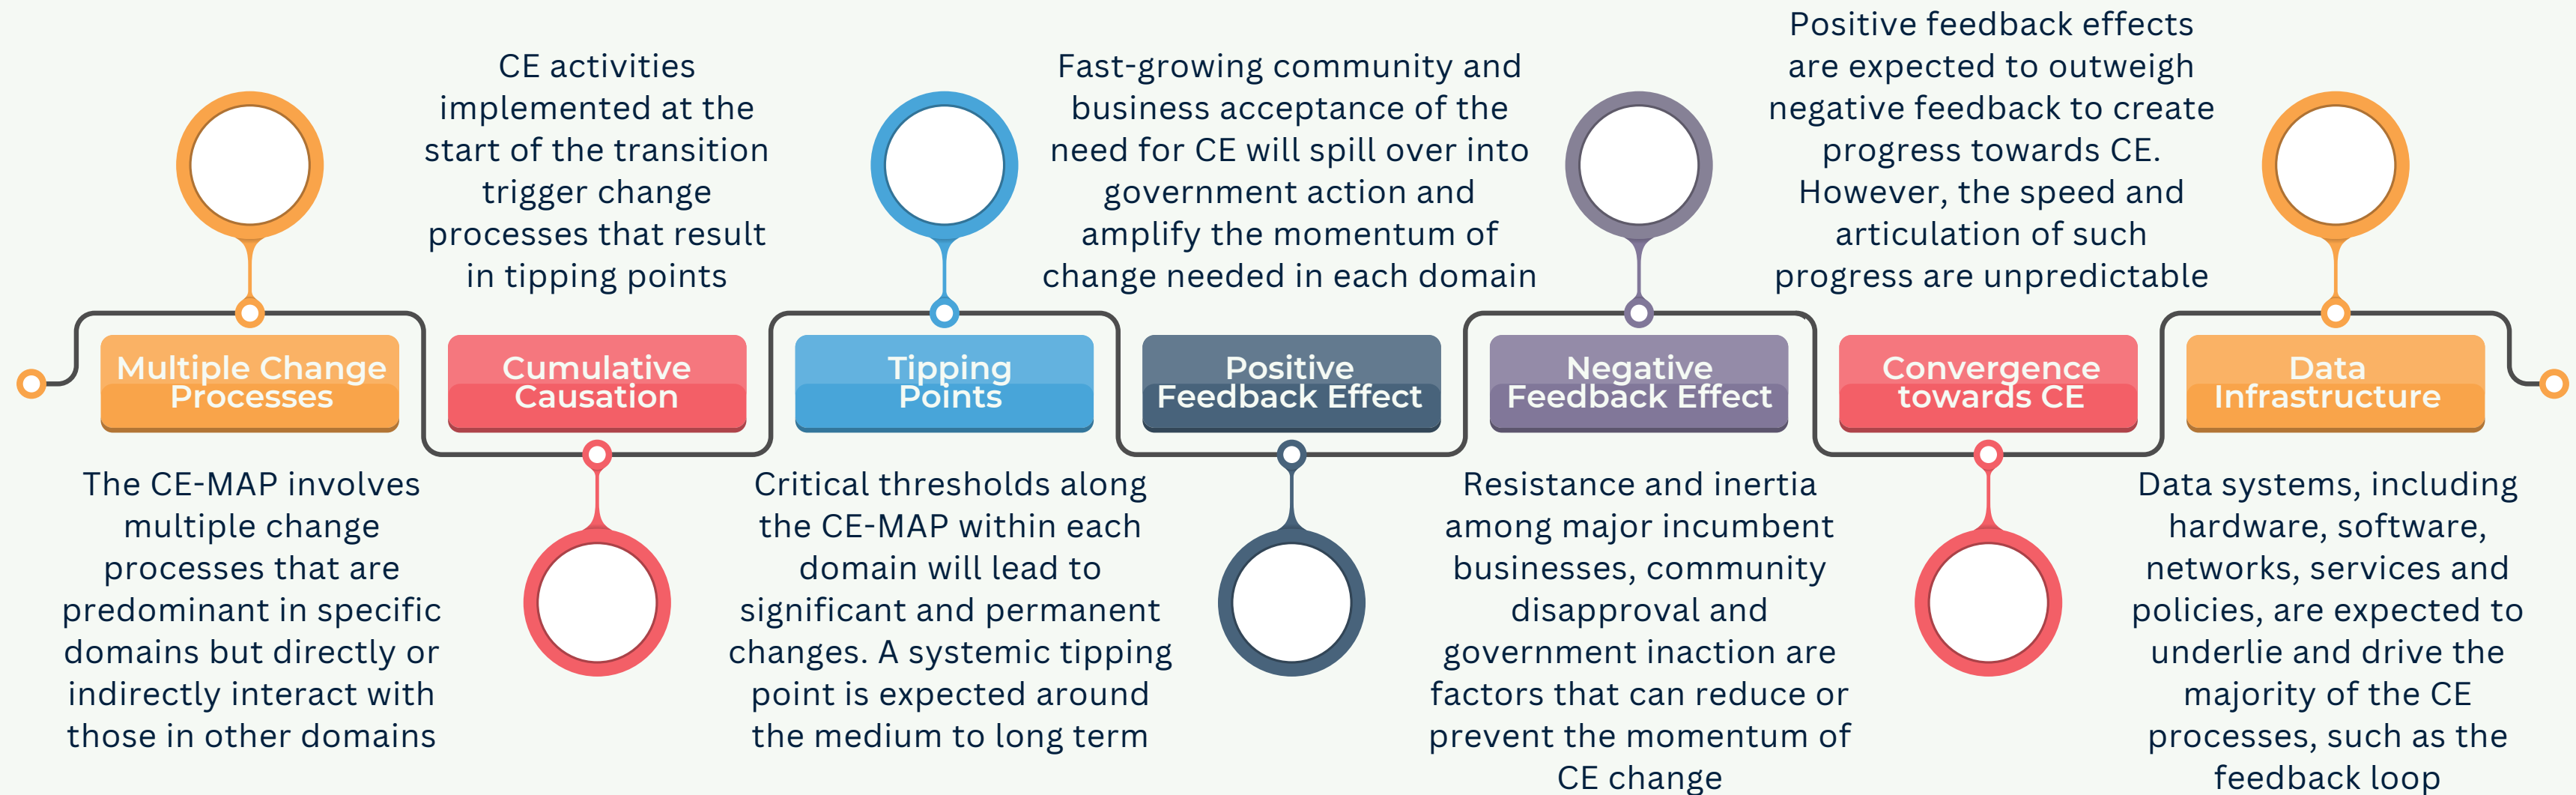 Multiple Change
Processes
The CE-MAP involves
multiple change
processes that are
predominant in specific
domains but directly or
indirectly interact with
those in other domains
CE activities
implemented at the
start of the transition
trigger change
processes that result
in tipping points
Cumulative
Causation
Tipping
Points
Critical thresholds along
the CE-MAP within each
domain will lead to
significant and permanent
changes. A systemic tipping
point is expected around
the medium to long term
Fast-growing community and
business acceptance of the
need for CE will spill over into
government action and
amplify the momentum of
change needed in each domain
Positive
Feedback Effect
Negative
Feedback Effect
Resistance and inertia
among major incumbent
businesses, community
disapproval and
government inaction are
factors that can reduce or
prevent the momentum of
CE change
Positive feedback effects
are expected to outweigh
negative feedback to create
progress towards CE.
However, the speed and
articulation of such
progress are unpredictable
Convergence
towards CE
Data
Infrastructure
Data systems, including
hardware, software,
networks, services and
policies, are expected to
underlie and drive the
majority of the CE
processes, such as the
feedback loop